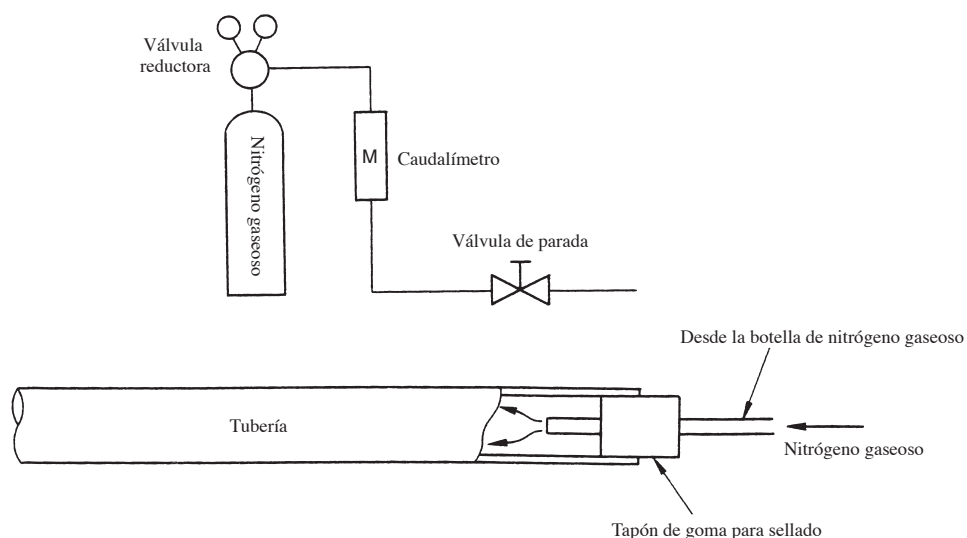 Válvula
reductora
Nitrógeno gaseoso
M
Caudalímetro
Válvula de parada
Desde la botella de nitrógeno gaseoso
Tubería
Nitrógeno gaseoso
Tapón de goma para sellado